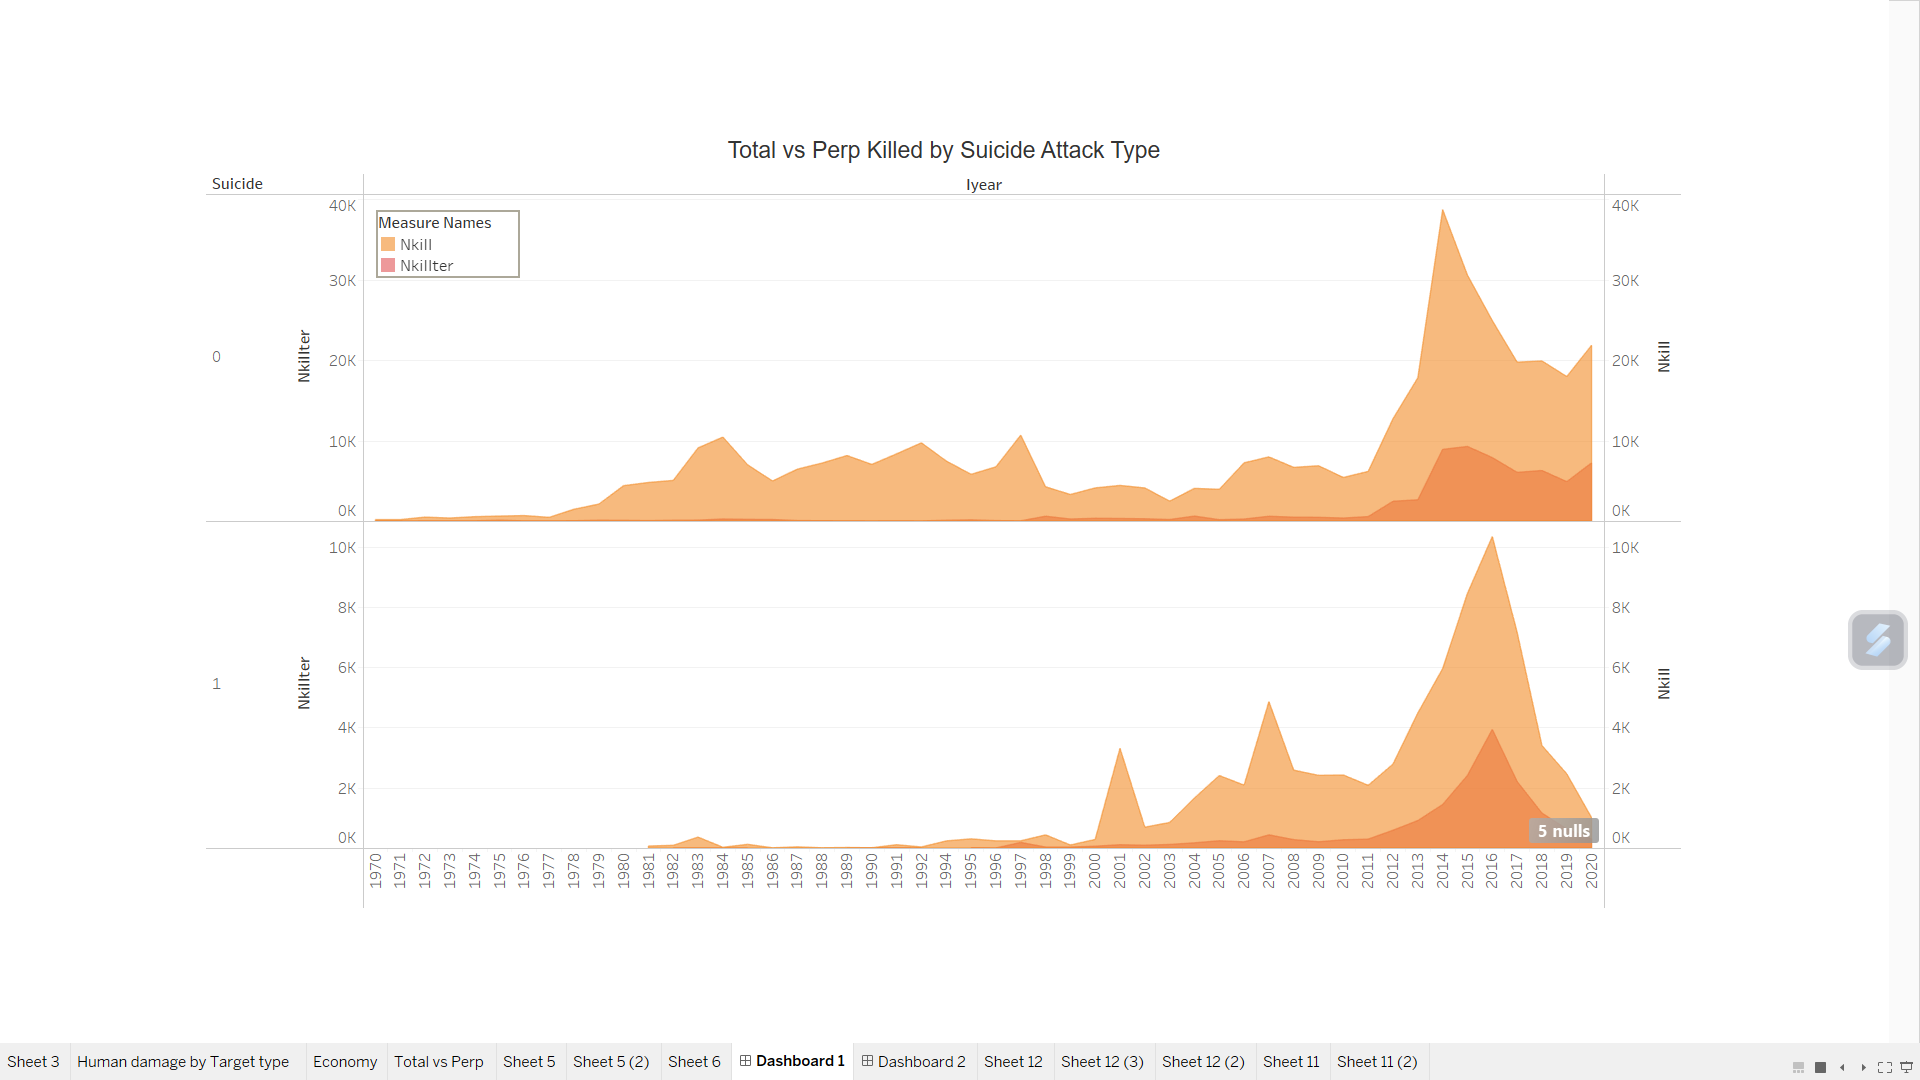 Total vs Perp Killed by Suicide Attack Type
Suicide
Iyear
40K
30K
20K
10K
0K
Measure Names
Nkill
Nkillter
0
Nkillter
40K
30K
20K
10K
0K
Nkill
1
Nkillter
10K
8K
6K
4K
2K
0K
10K
8K
6K
4K
2K
0K
Nkill
5 nulls
1970 1971 1972 1973 1974 1975 1976 1977 1978 1979 1980 1981 1982 1983 1984 1985 1986 1987 1988 1989 1990 1991 1992 1994 1995 1996 1997 1998 1999 2000 2001 2002 2003 2004 2005 2006 2007 2008 2009 2010 2011 2012 2013 2014 2015 2016 2017 2018 2019 2020
Sheet 3 Human damage by Target type Economy Total vs Perp Sheet 5 Sheet 5 (2) Sheet 6 Dashboard 1 Dashboard 2 Sheet 12 Sheet 12 (3) Sheet 12 (2) Sheet 11 Sheet 11 (2)